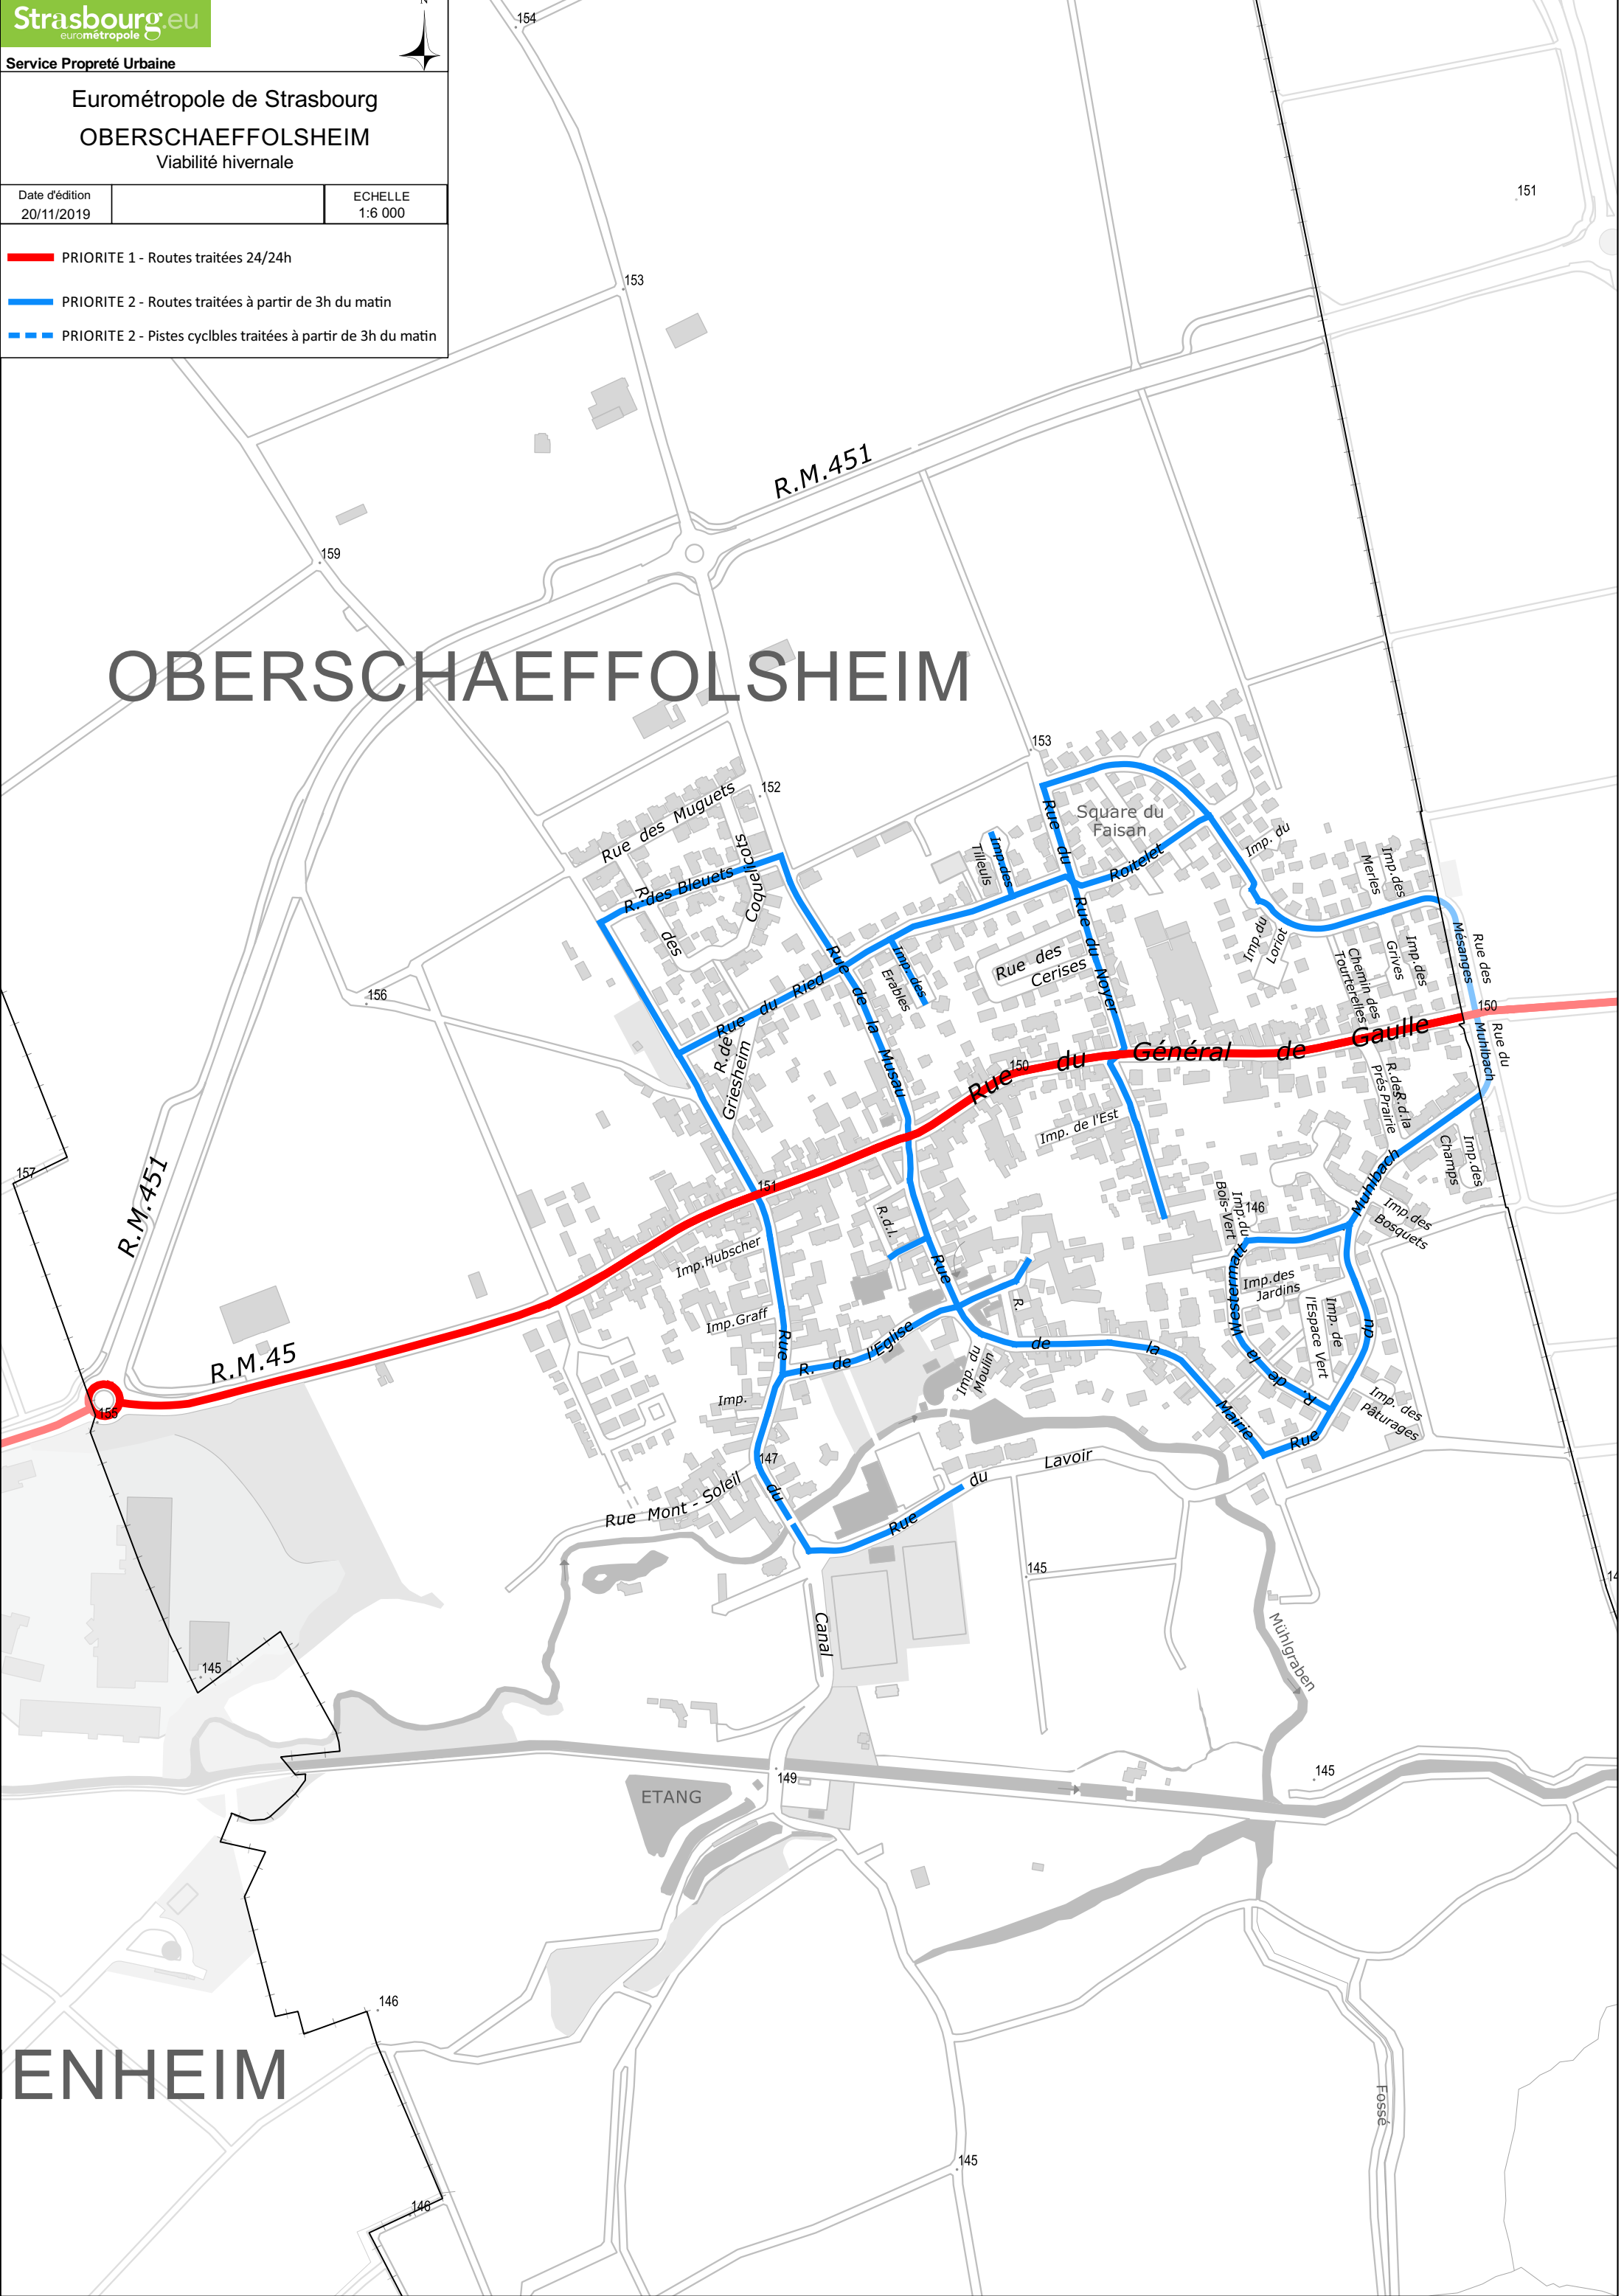 Strasbourg.eu
eurométropole
N
Service Propreté Urbaine
Eurométropole de Strasbourg
OBERSCHAEFFOLSHEIM
Viabilité hivernale
Date d'édition
20/11/2019
ECHELLE
1:6 000
PRIORITE 1 - Routes traitées 24/24h
PRIORITE 2 - Routes traitées à partir de 3h du matin
PRIORITE 2 - Pistes cyclbles traitées à partir de 3h du matin
154
151
153
R.M.451
159
OBERSCHAEFFOLSHEIM
153
152
Rue des Muguets
R. des Bleuets
R.
des
Coquelicots
Square du
Faisan
Rue du
Roitelet
Imp. du
Imp.des
Tilleuls
Imp.des
Merles
Imp.du
Loriot
Rue des
Mésanges
Imp.des
Grives
Chemin des
Tourterelles
Rue des
Cerises
Rue du Noyer
Imp.des
Erables
Rue de la Musau
Rue du Ried
R.de
Griesheim
156
150
Rue du
Muhlbach
Rue du Général de Gaulle
150
R.des
Prés
R.d.la
Prairie
Imp. de l'Est
Imp.des
Champs
157
R.M.451
151
146
Imp.du
Bois-Vert
Muhlbach
Imp.des
Bosquets
R.d.l.
Imp.Hubscher
Rue
Imp.des
Jardins
Imp. de
l'Espace Vert
R. de la Westermatt
du
Imp.Graff
R.
Rue
R. de l'Eglise
de la
Mairie
Imp. du
Moulin
R.M.45
155
Imp.
Imp. des
Pâturages
Rue
147
du
Rue Mont - Soleil
Rue du Lavoir
145
Canal
Mühlgraben
14
145
149
145
ETANG
146
ENHEIM
Fossé
145
146